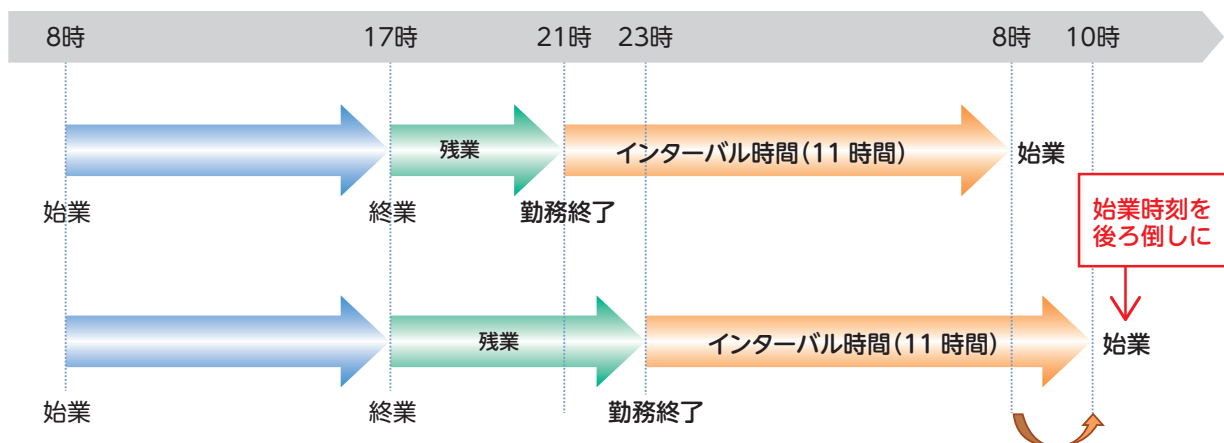 8時 17時 21時 23時 8時 10時
残業 インターバル時間(11 時間) 始業
始業 終業 勤務終了
始業時刻を
後ろ倒しに
残業 インターバル時間(11 時間) 始業
始業 終業 勤務終了